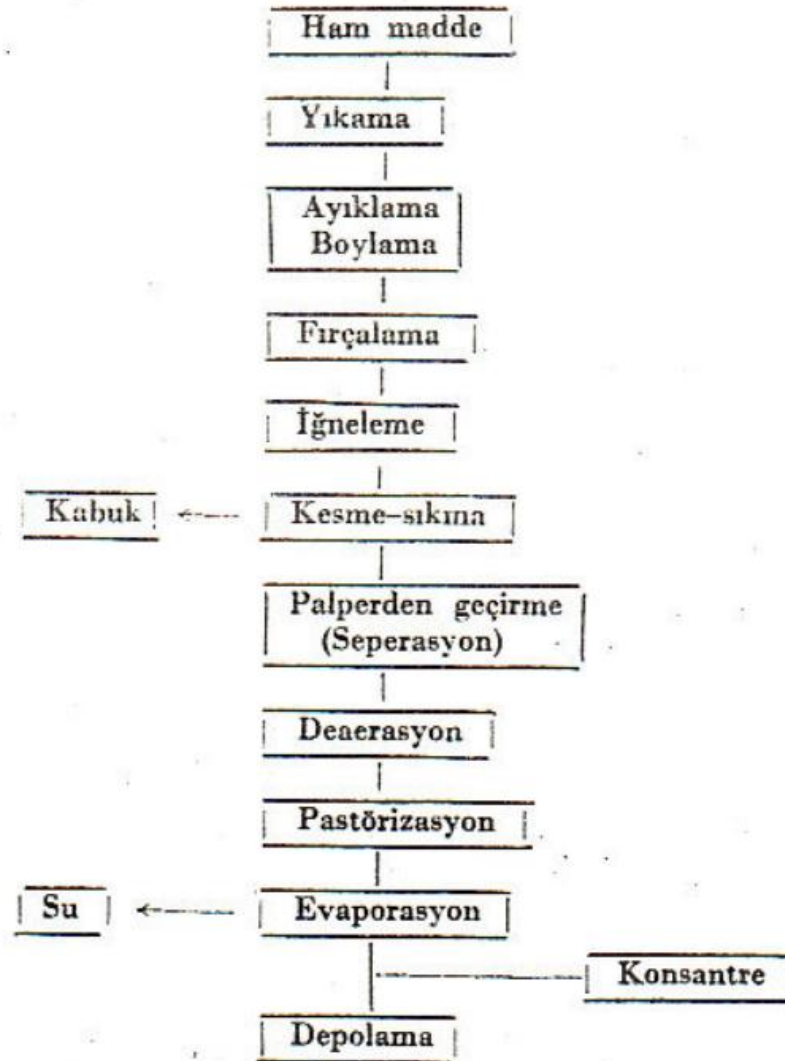 Ham madde
Yıkama
Ayıklama
Boylama
Fırçalama
İğneleme
Kabuk
Kesme–sıkma
Palperden geçirme
(Seperasyon)
Deaerasyon
Pastörizasyon
Su
Evaporasyon
Konsantre
Depolama